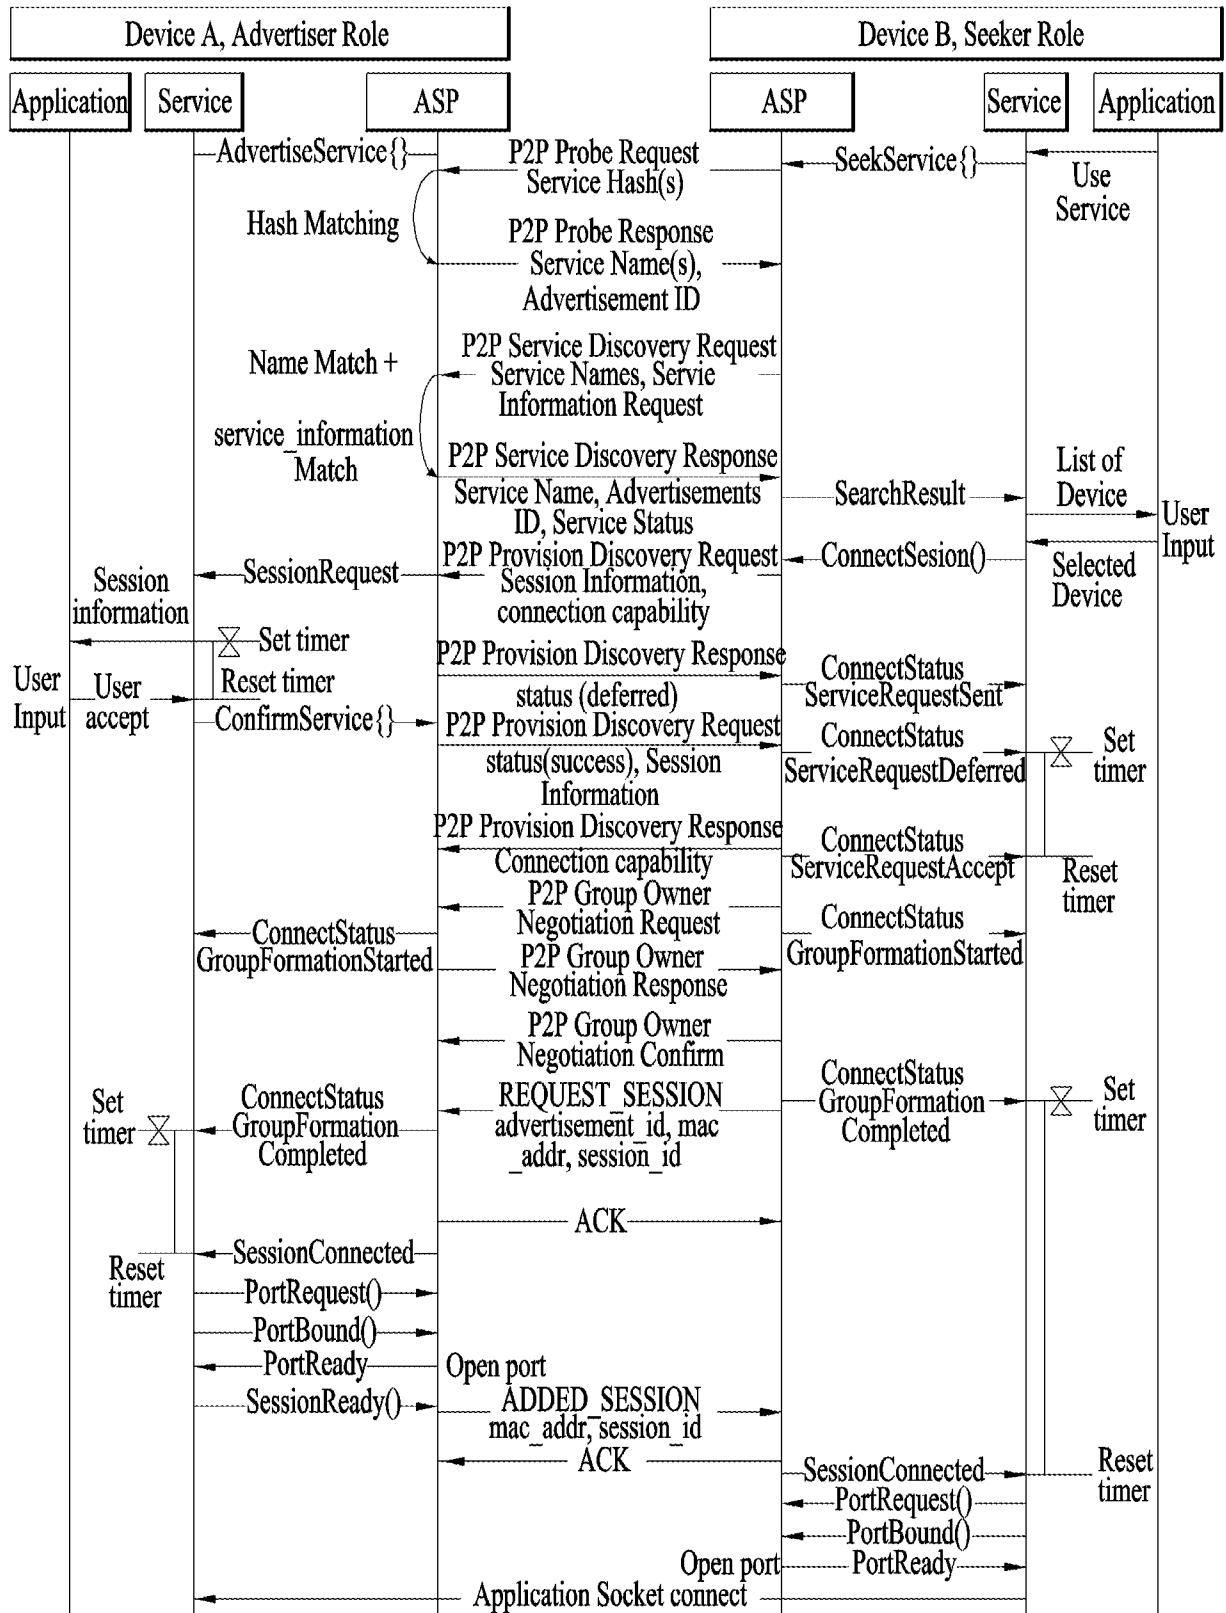 Device A, Advertiser Role
Device B, Seeker Role
Application
Service
ASP
ASP
Service
Application
AdvertiseService{}
P2P Probe Request
Service Hash(s)
SeekService{}
Use
Service
Hash Matching
P2P Probe Response
Service Name(s),
Advertisement ID
Name Match +
P2P Service Discovery Request
Service Names, Servie
Information Request
service_information
Match
P2P Service Discovery Response
Service Name, Advertisements
ID, Service Status
SearchResult
List of
Device
User
Input
P2P Provision Discovery Request
Session Information,
connection capability
ConnectSesion()
Selected
Device
SessionRequest
Session
information
Set timer
P2P Provision Discovery Response
status (deferred)
ConnectStatus
ServiceRequestSent
User
Input
User
accept
Reset timer
ConfirmService{}
P2P Provision Discovery Request
status(success), Session
Information
ConnectStatus
ServiceRequestDeferred
Set
timer
P2P Provision Discovery Response
Connection capability
ConnectStatus
ServiceRequestAccept
Reset
timer
P2P Group Owner
Negotiation Request
ConnectStatus
GroupFormationStarted
ConnectStatus
GroupFormationStarted
P2P Group Owner
Negotiation Response
P2P Group Owner
Negotiation Confirm
ConnectStatus
GroupFormation
Completed
Set
timer
Set
timer
ConnectStatus
GroupFormation
Completed
REQUEST_SESSION
advertisement_id, mac
_addr, session_id
ACK
SessionConnected
Reset
timer
PortRequest()
PortBound()
PortReady
Open port
SessionReady()
ADDED_SESSION
mac_addr, session_id
ACK
SessionConnected
Reset
timer
PortRequest()
PortBound()
Open port
PortReady
Application Socket connect